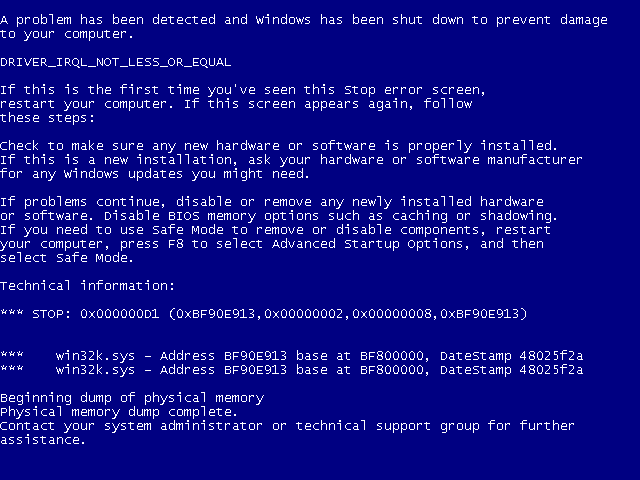 A problem has been detected and Windows has been shut down to prevent damage
to your computer.
DRIVER_IRQL_NOT_LESS_OR_EQUAL
If this is the first time you've seen this Stop error screen,
restart your computer. If this screen appears again, follow
these steps:
Check to make sure any new hardware or software is properly installed.
If this is a new installation, ask your hardware or software manufacturer
for any Windows updates you might need.
If problems continue, disable or remove any newly installed hardware
or software. Disable BIOS memory options such as caching or shadowing.
If you need to use Safe Mode to remove or disable components, restart
your computer, press F8 to select Advanced Startup Options, and then
select Safe Mode.
Technical information:
*** STOP: 0x000000D1 (0xBF90E913,0x00000002,0x00000008,0xBF90E913)
***    win32k.sys – Address BF90E913 base at BF800000, DateStamp 48025f2a
***    win32k.sys – Address BF90E913 base at BF800000, DateStamp 48025f2a
Beginning dump of physical memory
Physical memory dump complete.
Contact your system administrator or technical support group for further
assistance.